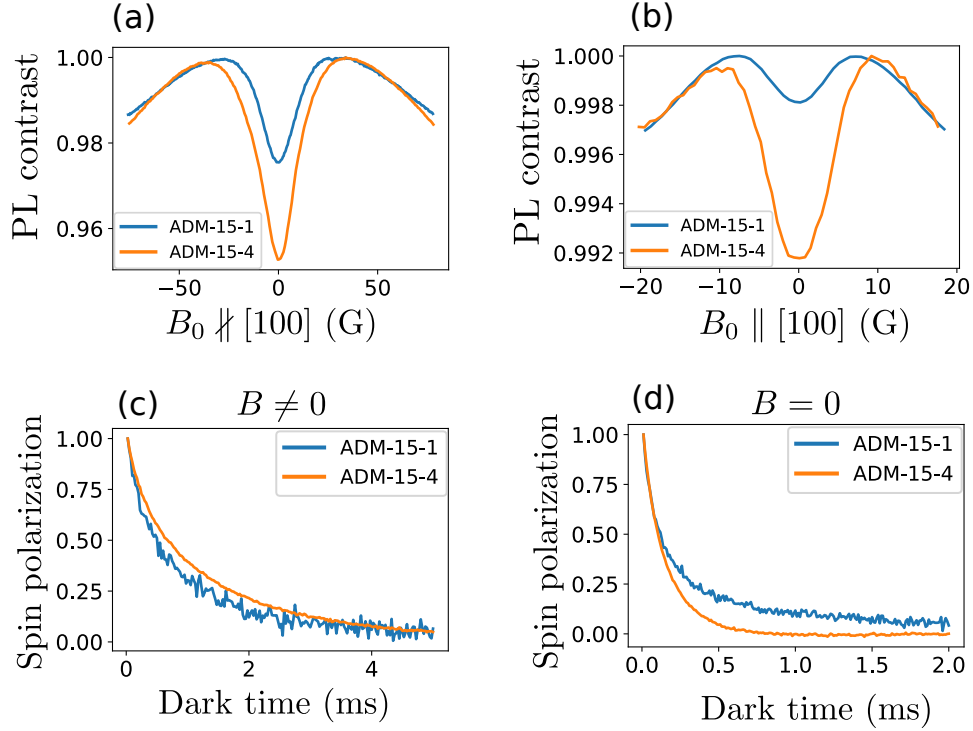 (a)
PL contrast
1.00
0.98
0.96
ADM-15-1
ADM-15-4
−50
0
50
B₀ ∦ [100] (G)
(b)
PL contrast
1.000
0.998
0.996
0.994
0.992
ADM-15-1
ADM-15-4
−20
−10
0
10
20
B₀ ∥ [100] (G)
(c)
B ≠ 0
Spin polarization
1.00
0.75
0.50
0.25
0.00
ADM-15-1
ADM-15-4
0
2
4
Dark time (ms)
(d)
B = 0
Spin polarization
1.00
0.75
0.50
0.25
0.00
ADM-15-1
ADM-15-4
0.0
0.5
1.0
1.5
2.0
Dark time (ms)